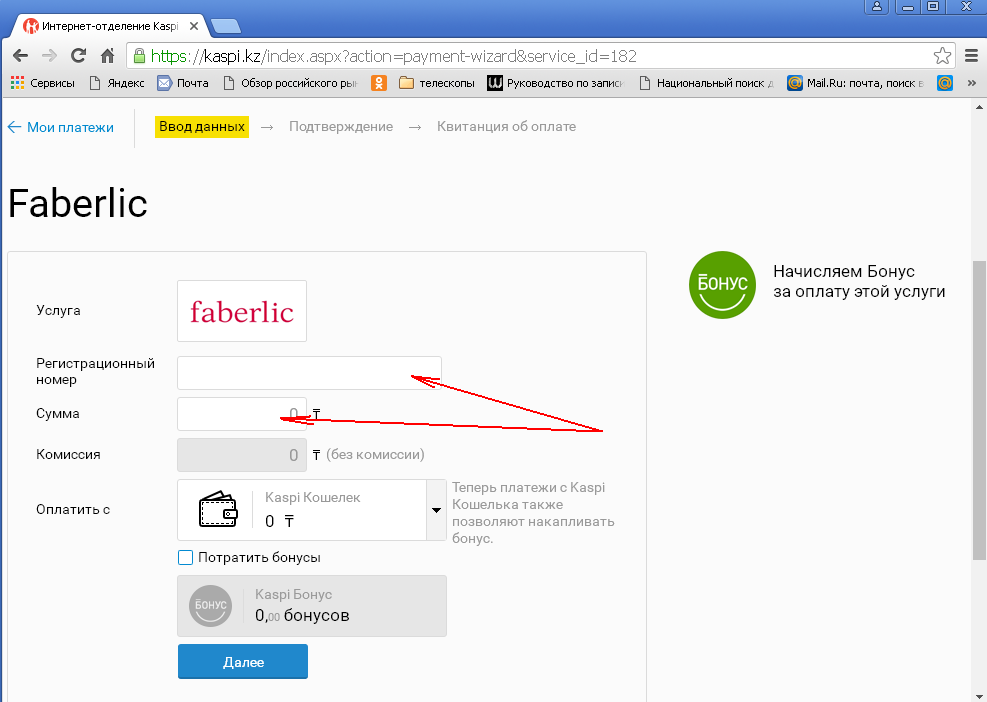 Интернет-отделение Kaspi
https://kaspi.kz/index.aspx?action=payment-wizard&service_id=182
Сервисы Яндекс Почта Обзор российского рын телескопы Руководство по запис Национальный поиск Mail.Ru: почта, поиск в »
← Мои платежи Ввод данных → Подтверждение → Квитанция об оплате
Faberlic
БОНУС
Начисляем Бонус
за оплату этой услуги
Услуга faberlic
Регистрационный
номер
Сумма 0 ₸
Комиссия 0 ₸ (без комиссии)
Оплатить с
Kaspi Кошелек
0 ₸
Теперь платежи с Kaspi
Кошелька также
позволяют накапливать
бонус.
Потратить бонусы
БОНУС
Kaspi Бонус
0,00 бонусов
Далее